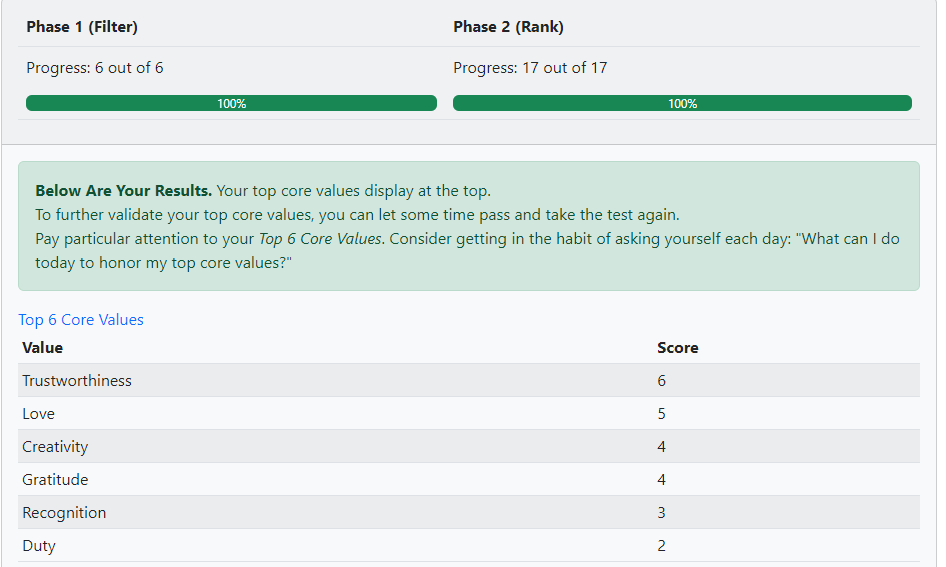 Phase 1 (Filter) Phase 2 (Rank)
Progress: 6 out of 6 Progress: 17 out of 17
100% 100%
Below Are Your Results. Your top core values display at the top.
To further validate your top core values, you can let some time pass and take the test again.
Pay particular attention to your Top 6 Core Values. Consider getting in the habit of asking yourself each day: "What can I do
today to honor my top core values?"
Top 6 Core Values
Value Score
Trustworthiness 6
Love 5
Creativity 4
Gratitude 4
Recognition 3
Duty 2